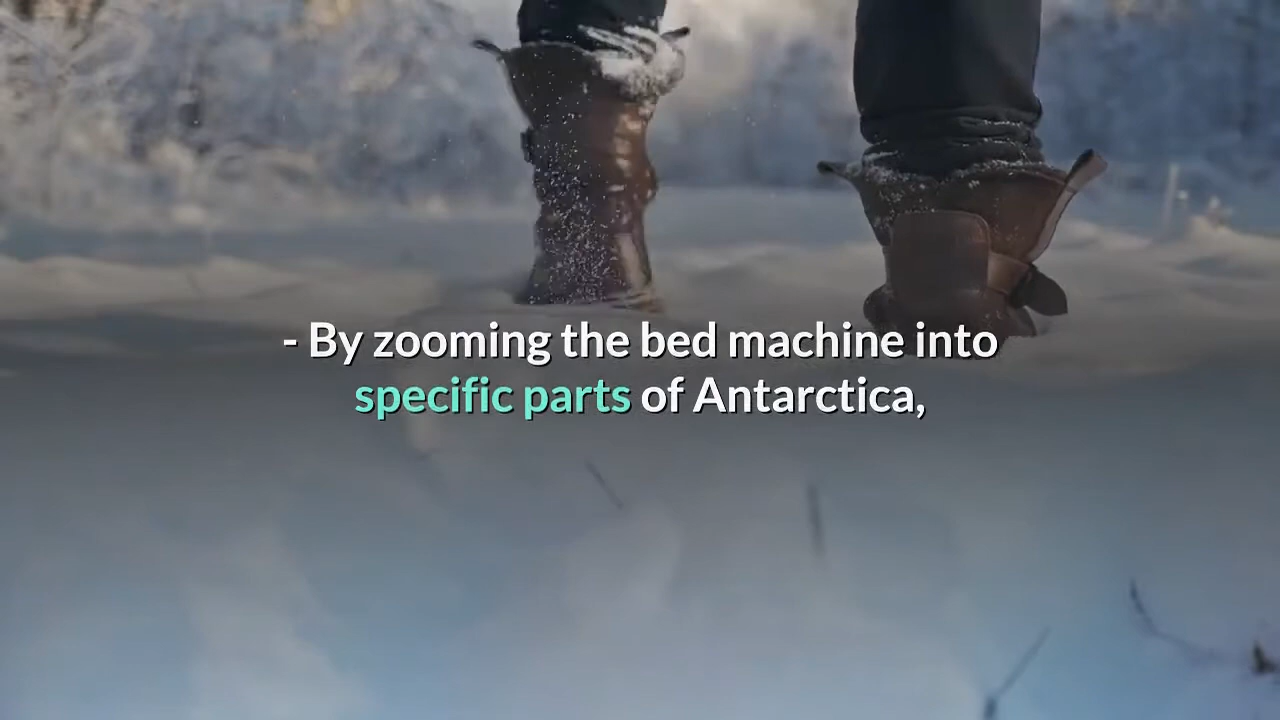 - By zooming the bed machine into
specific parts of Antarctica,